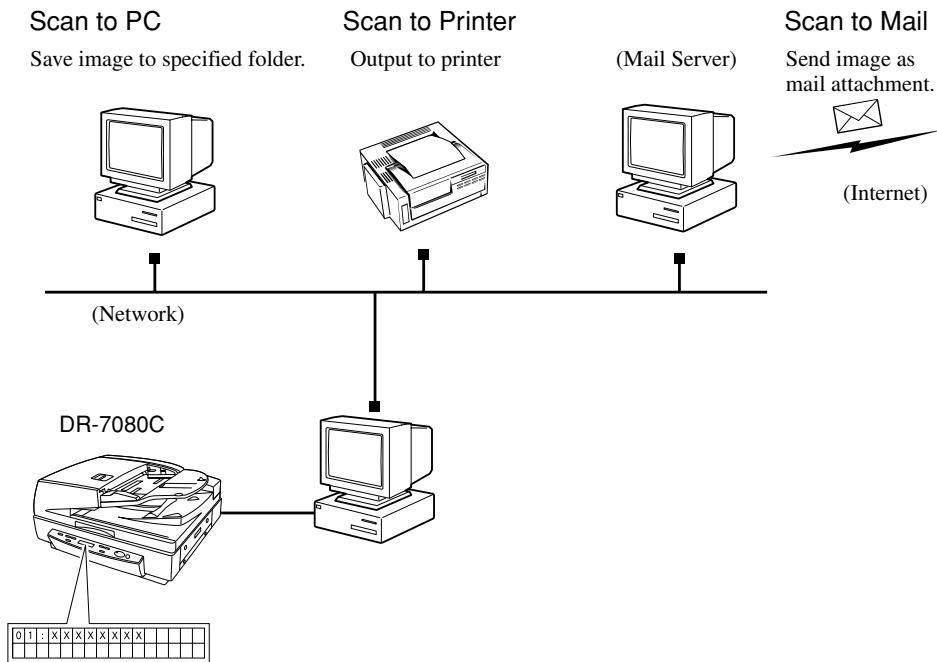 Scan to PC
Save image to specified folder.
Scan to Printer
Output to printer
(Mail Server)
Scan to Mail
Send image as
mail attachment.
(Internet)
(Network)
DR-7080C
01:XXXXXXXXX